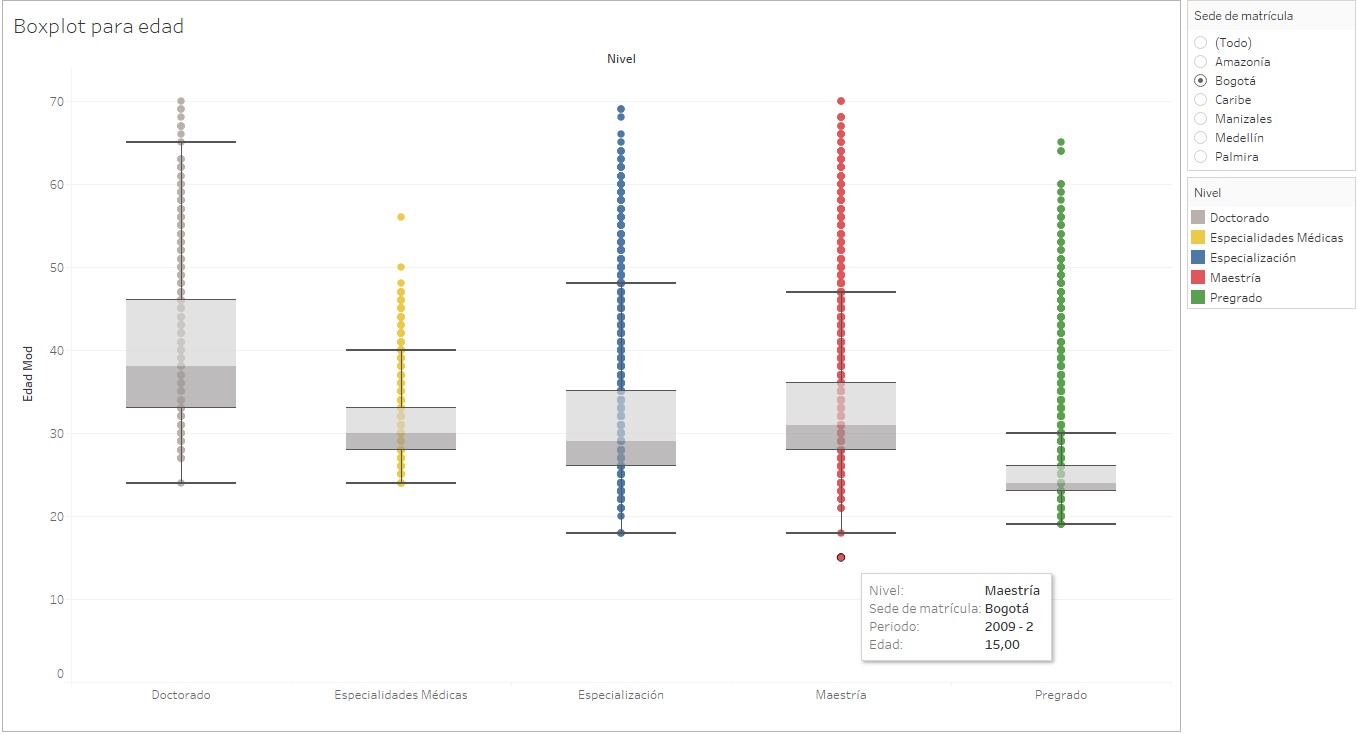 Boxplot para edad
Nivel
70
60
50
40
30
20
10
0
Edad Mod
Doctorado
Especialidades Médicas
Especialización
Maestría
Pregrado
Nivel: Maestría
Sede de matrícula: Bogotá
Periodo: 2009 - 2
Edad: 15,00
Sede de matrícula
(Todo)
Amazonía
Bogotá
Caribe
Manizales
Medellín
Palmira
Nivel
Doctorado
Especialidades Médicas
Especialización
Maestría
Pregrado